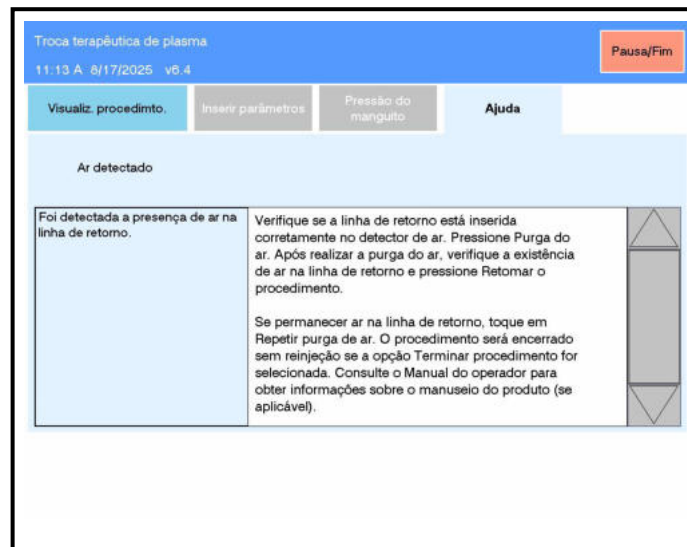 Troca terapêutica de plasma
11:13 A 8/17/2025 v6.4
Pausa/Fim
Visualiz. procedimto.
Inserir parâmetros
Pressão do
manguito
Ajuda
Ar detectado
Foi detectada a presença de ar na
linha de retorno.
Verifique se a linha de retorno está inserida
corretamente no detector de ar. Pressione Purga do
ar. Após realizar a purga do ar, verifique a existência
de ar na linha de retorno e pressione Retomar o
procedimento.
Se permanecer ar na linha de retorno, toque em
Repetir purga de ar. O procedimento será encerrado
sem reinjeção se a opção Terminar procedimento for
selecionada. Consulte o Manual do operador para
obter informações sobre o manuseio do produto (se
aplicável).